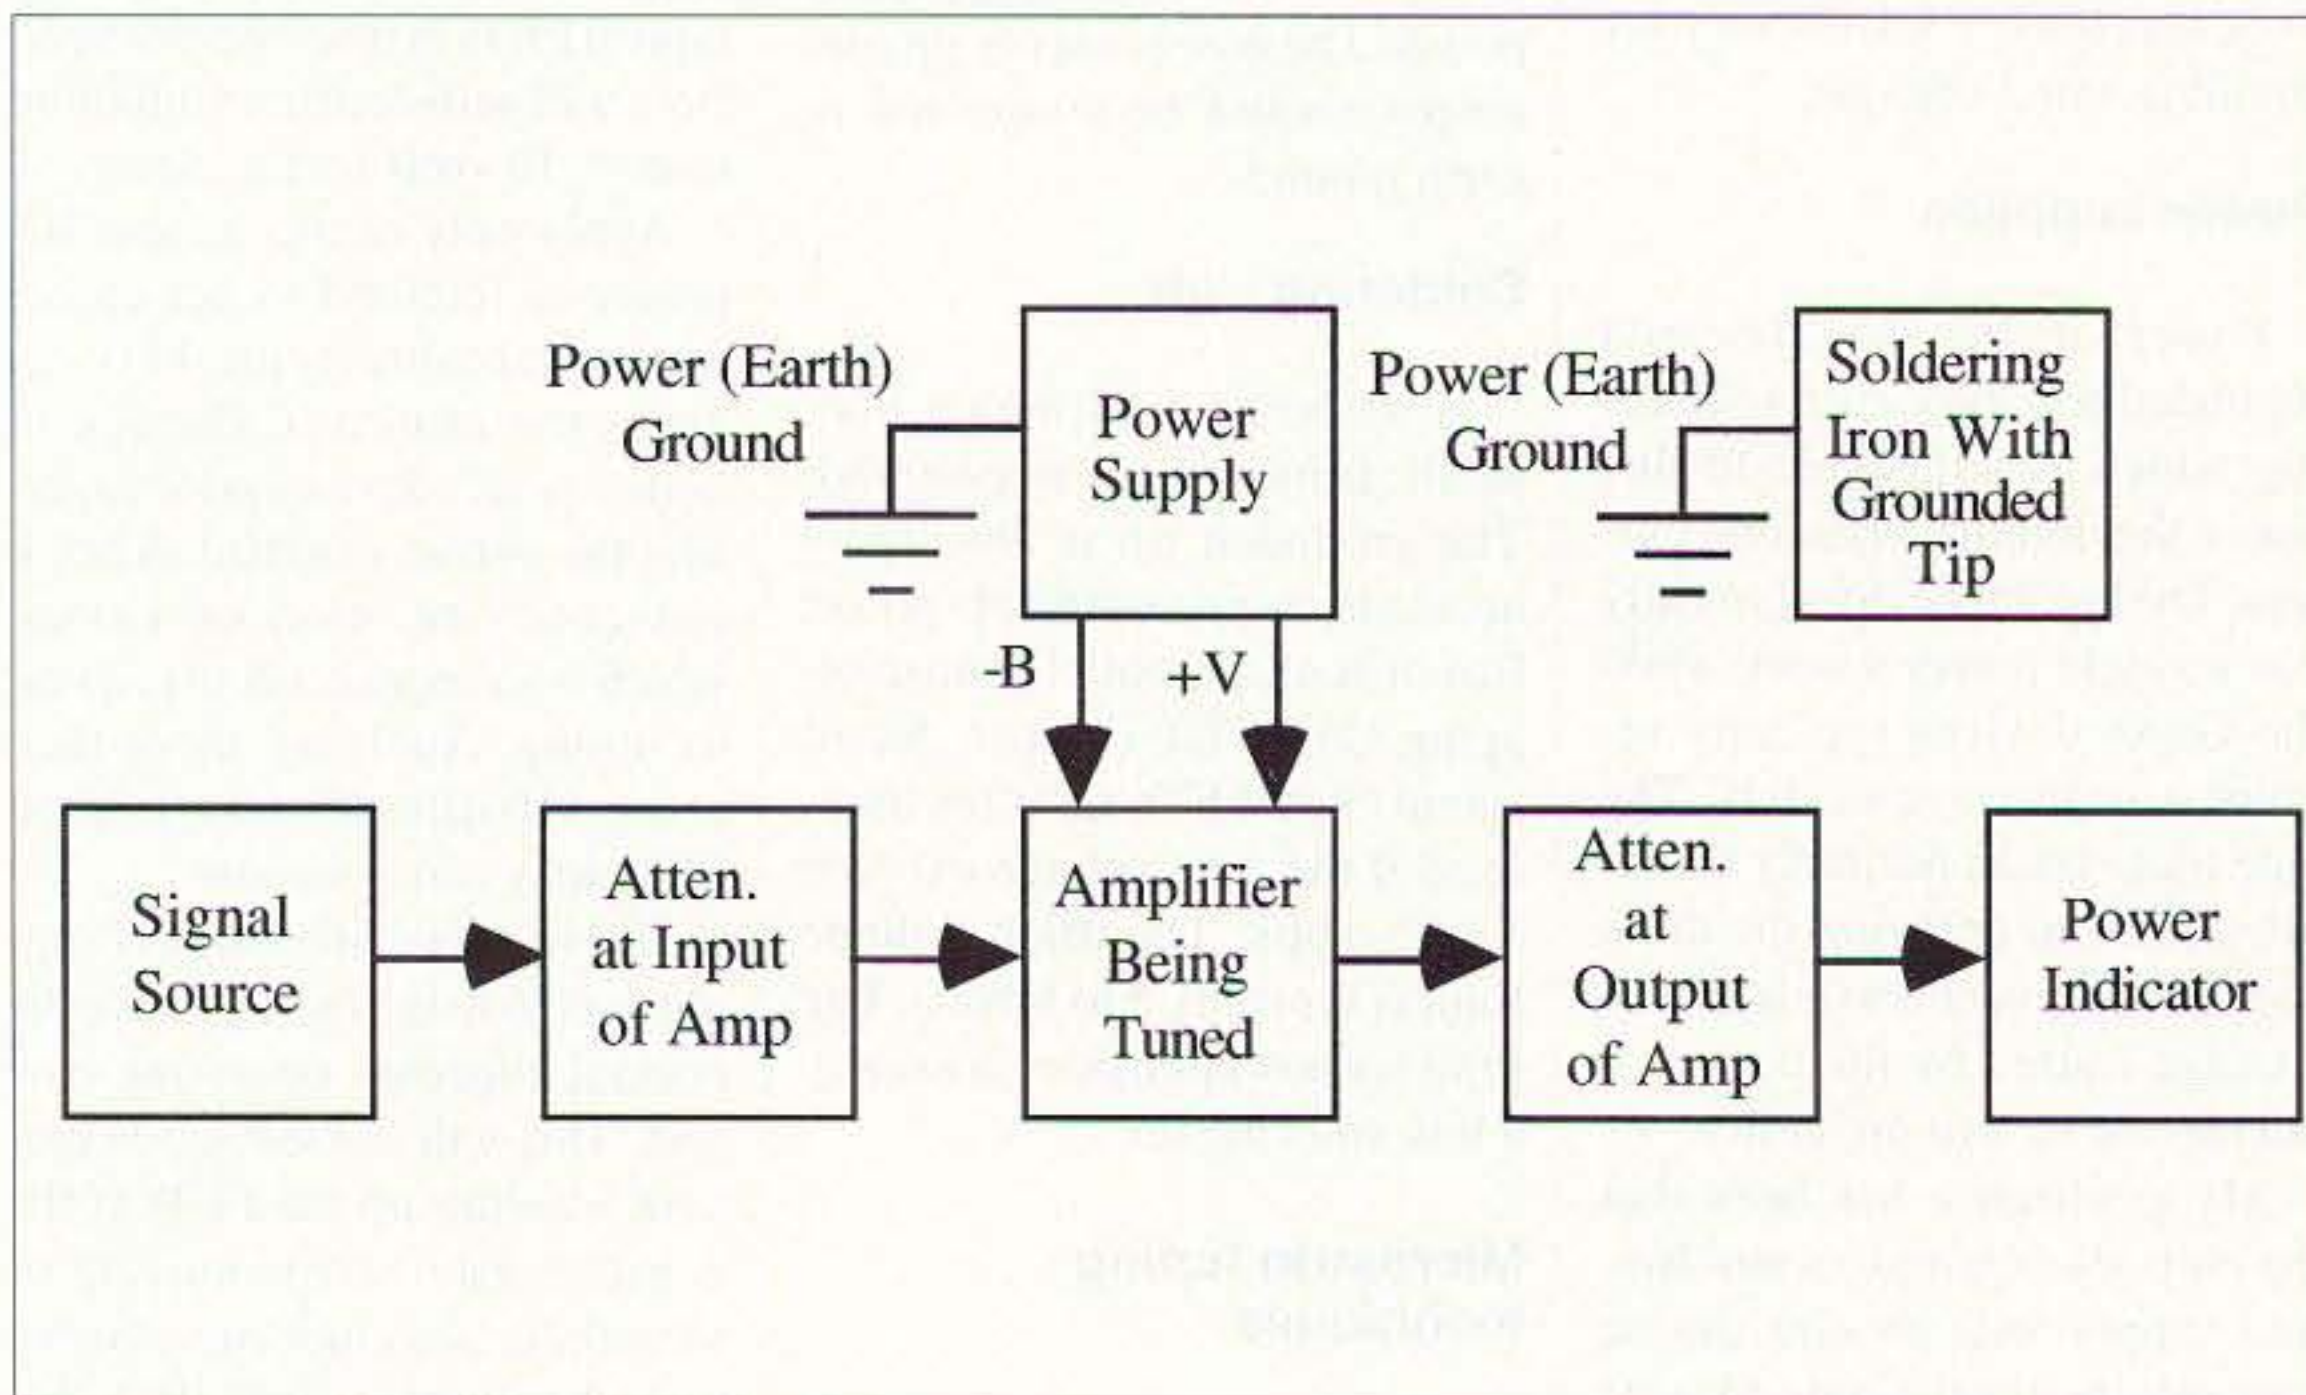 Power (Earth)
Ground
Power
Supply
Power (Earth)
Ground
Soldering
Iron With
Grounded
Tip
-B
+V
Signal
Source
Atten.
at Input
of Amp
Amplifier
Being
Tuned
Atten.
at
Output
of Amp
Power
Indicator